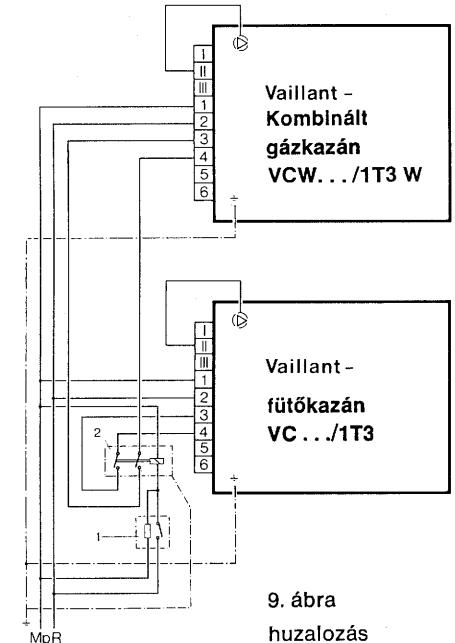 I
II
III
1
2
3
4
5
6
Vaillant –
Kombinált
gázkazán
VCW. . ./1T3 W
I
II
III
1
2
3
4
5
6
Vaillant –
fűtőkazán
VC . . ./1T3
2
1
MpR
9. ábra
huzalozás